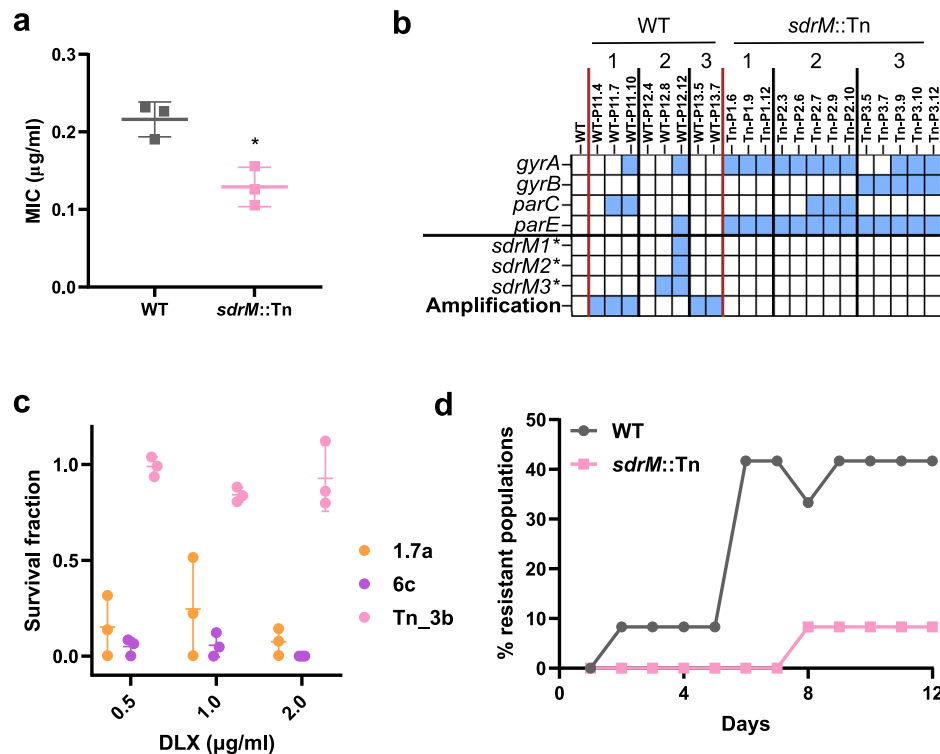 a
0.3
0.2
0.1
0.0
MIC (µg/ml)
*
WT
sdrM::Tn
b
WT
sdrM::Tn
1 2 3 1 2 3
WT
WT-P11.4
WT-P11.7
WT-P11.10
WT-P12.4
WT-P12.8
WT-P12.12
WT-P13.5
WT-P13.7
Tn-P1.6
Tn-P1.9
Tn-P1.12
Tn-P2.3
Tn-P2.6
Tn-P2.7
Tn-P2.9
Tn-P2.10
Tn-P3.5
Tn-P3.7
Tn-P3.9
Tn-P3.10
Tn-P3.12
gyrA
gyrB
parC
parE
sdrM1*
sdrM2*
sdrM3*
Amplification
c
1.0
0.5
0.0
Survival fraction
0.5 1.0 2.0
DLX (µg/ml)
1.7a
6c
Tn_3b
d
50
40
30
20
10
0
% resistant populations
WT
sdrM::Tn
0 4 8 12
Days